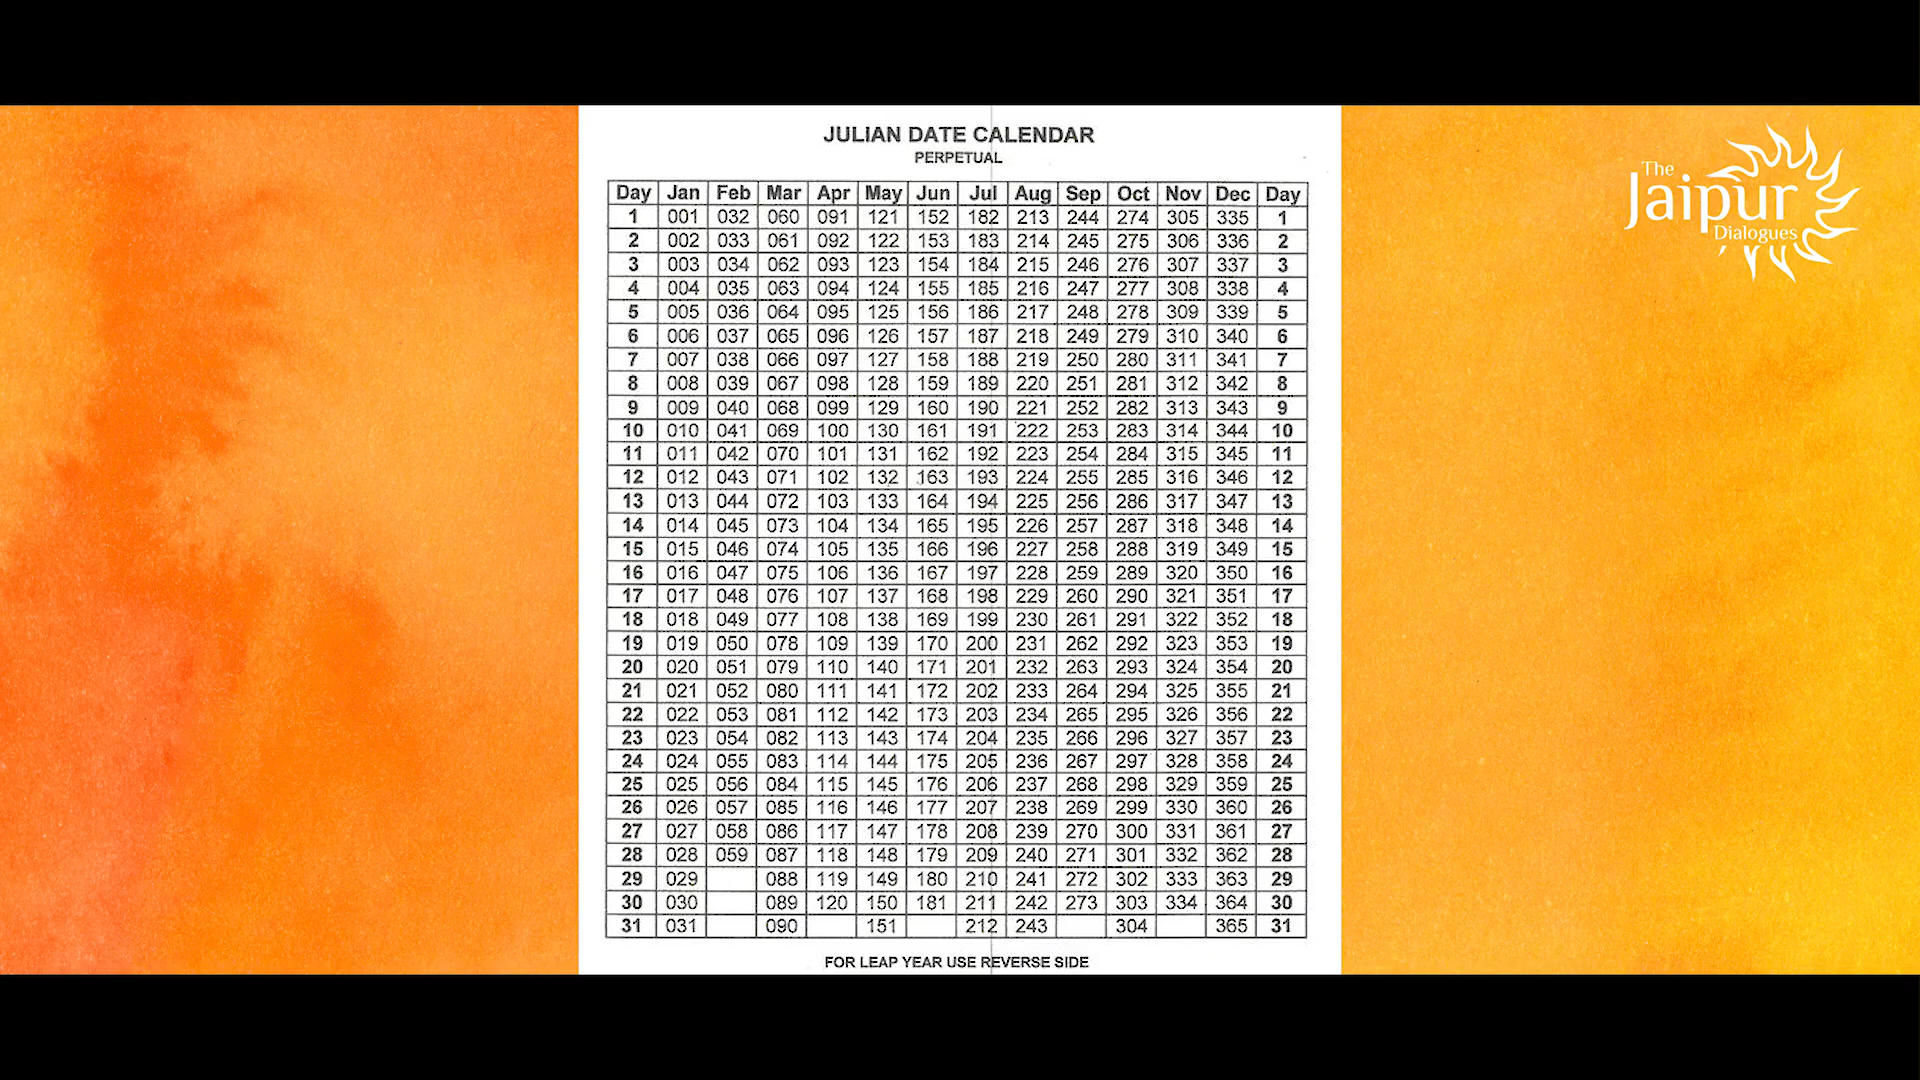 JULIAN DATE CALENDAR
PERPETUAL
Day Jan Feb Mar Apr May Jun Jul Aug Sep Oct Nov Dec Day
1 001 032 060 091 121 152 182 213 244 274 305 335 1
2 002 033 061 092 122 153 183 214 245 275 306 336 2
3 003 034 062 093 123 154 184 215 246 276 307 337 3
4 004 035 063 094 124 155 185 216 247 277 308 338 4
5 005 036 064 095 125 156 186 217 248 278 309 339 5
6 006 037 065 096 126 157 187 218 249 279 310 340 6
7 007 038 066 097 127 158 188 219 250 280 311 341 7
8 008 039 067 098 128 159 189 220 251 281 312 342 8
9 009 040 068 099 129 160 190 221 252 282 313 343 9
10 010 041 069 100 130 161 191 222 253 283 314 344 10
11 011 042 070 101 131 162 192 223 254 284 315 345 11
12 012 043 071 102 132 163 193 224 255 285 316 346 12
13 013 044 072 103 133 164 194 225 256 286 317 347 13
14 014 045 073 104 134 165 195 226 257 287 318 348 14
15 015 046 074 105 135 166 196 227 258 288 319 349 15
16 016 047 075 106 136 167 197 228 259 289 320 350 16
17 017 048 076 107 137 168 198 229 260 290 321 351 17
18 018 049 077 108 138 169 199 230 261 291 322 352 18
19 019 050 078 109 139 170 200 231 262 292 323 353 19
20 020 051 079 110 140 171 201 232 263 293 324 354 20
21 021 052 080 111 141 172 202 233 264 294 325 355 21
22 022 053 081 112 142 173 203 234 265 295 326 356 22
23 023 054 082 113 143 174 204 235 266 296 327 357 23
24 024 055 083 114 144 175 205 236 267 297 328 358 24
25 025 056 084 115 145 176 206 237 268 298 329 359 25
26 026 057 085 116 146 177 207 238 269 299 330 360 26
27 027 058 086 117 147 178 208 239 270 300 331 361 27
28 028 059 087 118 148 179 209 240 271 301 332 362 28
29 029 088 119 149 180 210 241 272 302 333 363 29
30 030 089 120 150 181 211 242 273 303 334 364 30
31 031 090 151 212 243 304 365 31
FOR LEAP YEAR USE REVERSE SIDE
The
Jaipur
Dialogues